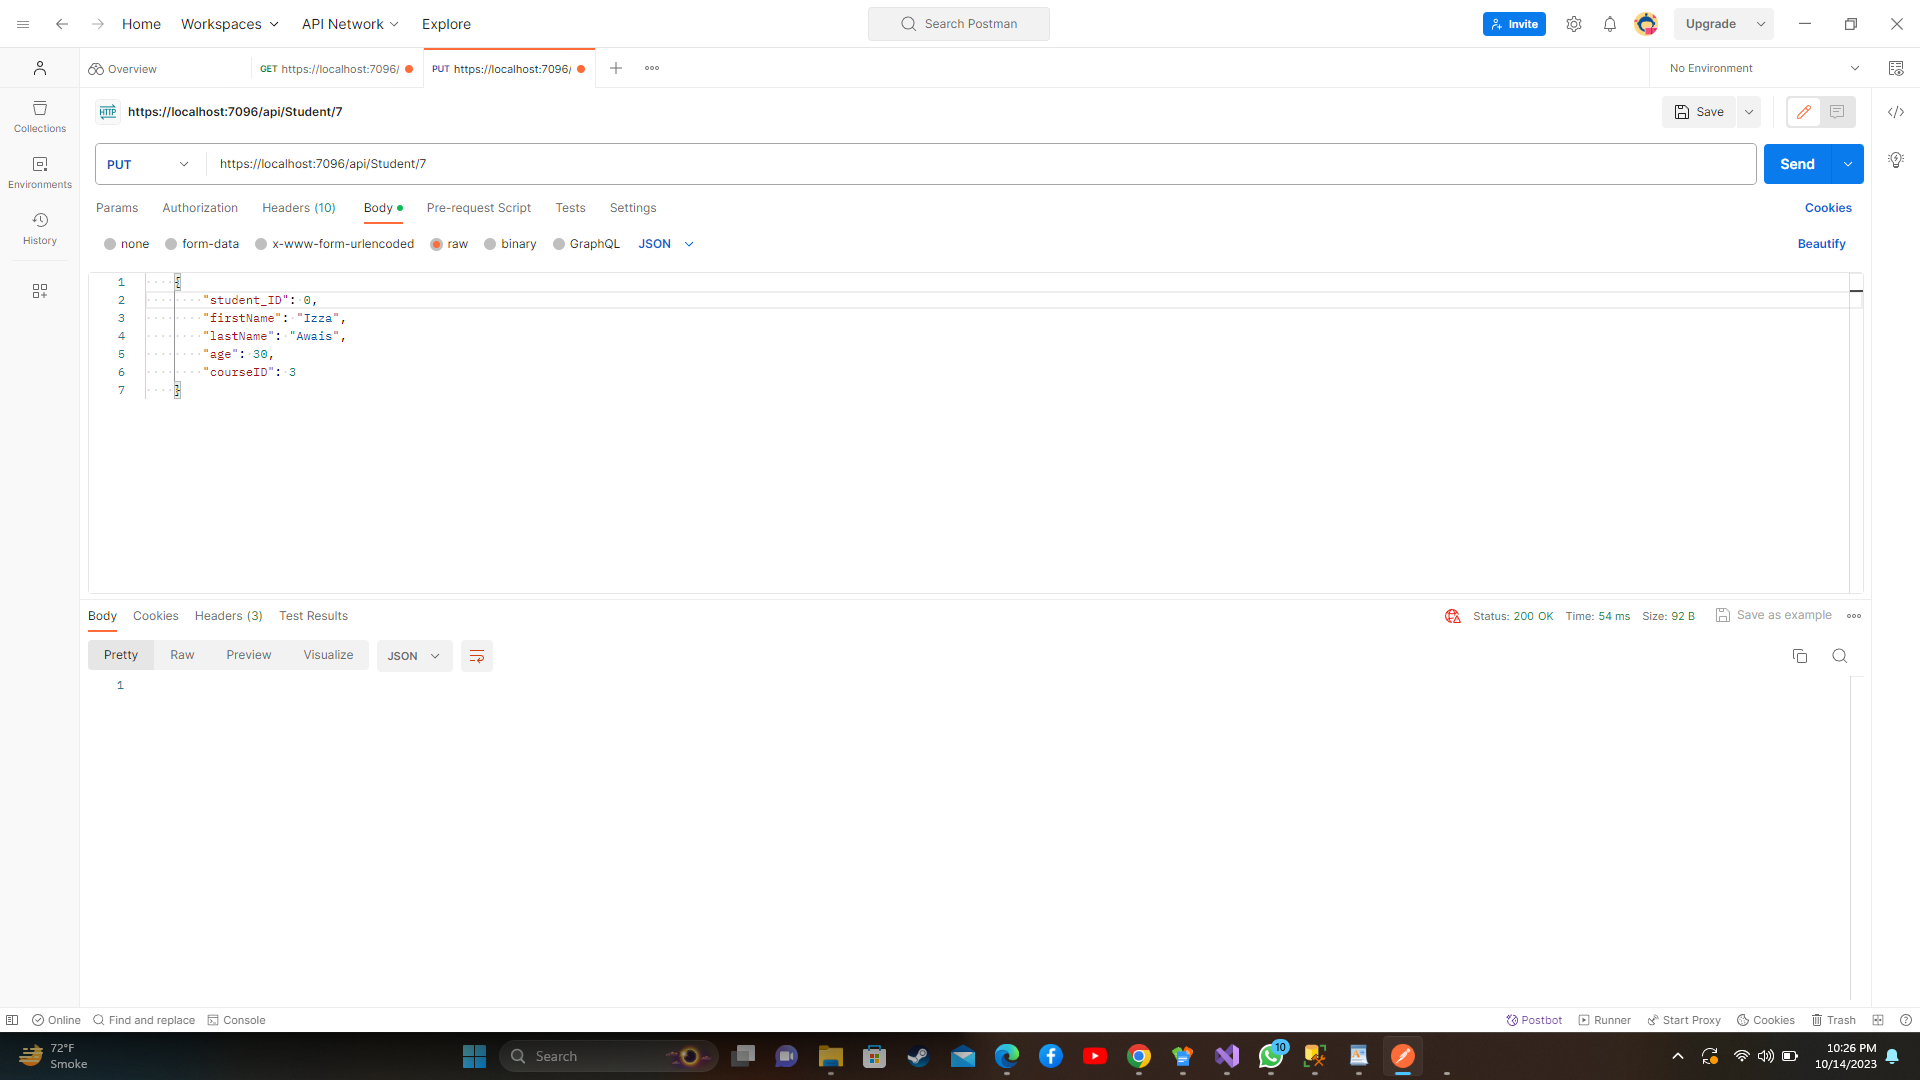 Home Workspaces API Network Explore Search Postman Invite Upgrade
Overview GET https://localhost:7096/ PUT https://localhost:7096/ No Environment
HTTP https://localhost:7096/api/Student/7 Save
Collections
Environments
History
PUT https://localhost:7096/api/Student/7 Send
Params Authorization Headers (10) Body Pre-request Script Tests Settings Cookies
none form-data x-www-form-urlencoded raw binary GraphQL JSON Beautify
1 {
2 "student_ID": 0,
3 "firstName": "Izza",
4 "lastName": "Awais",
5 "age": 30,
6 "courseID": 3
7 }
Body Cookies Headers (3) Test Results Status: 200 OK Time: 54 ms Size: 92 B Save as example
Pretty Raw Preview Visualize JSON
1
Online Find and replace Console Postbot Runner Start Proxy Cookies Trash
72°F
Smoke
Search
10
10:26 PM
10/14/2023